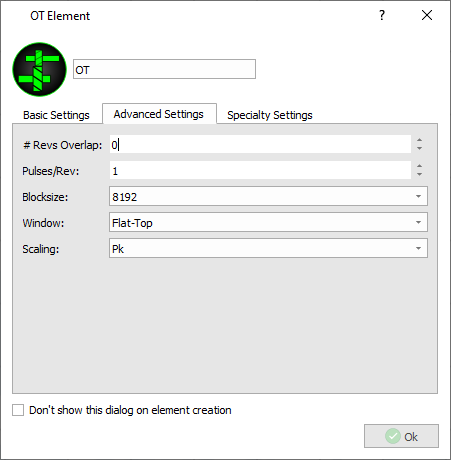 OT Element
?
OT
Basic Settings Advanced Settings Specialty Settings
# Revs Overlap: 0
Pulses/Rev: 1
Blocksize: 8192
Window: Flat-Top
Scaling: Pk
Don't show this dialog on element creation
Ok